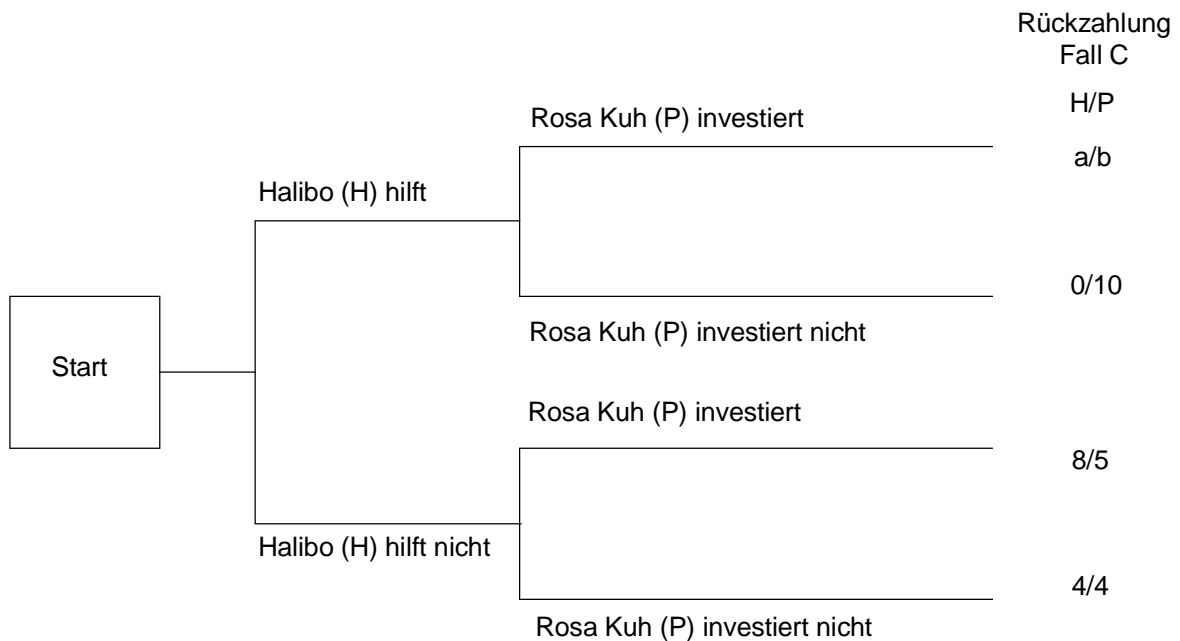 Rückzahlung
Fall C
H/P
Rosa Kuh (P) investiert
a/b
Halibo (H) hilft
0/10
Rosa Kuh (P) investiert nicht
Start
Rosa Kuh (P) investiert
8/5
Halibo (H) hilft nicht
4/4
Rosa Kuh (P) investiert nicht